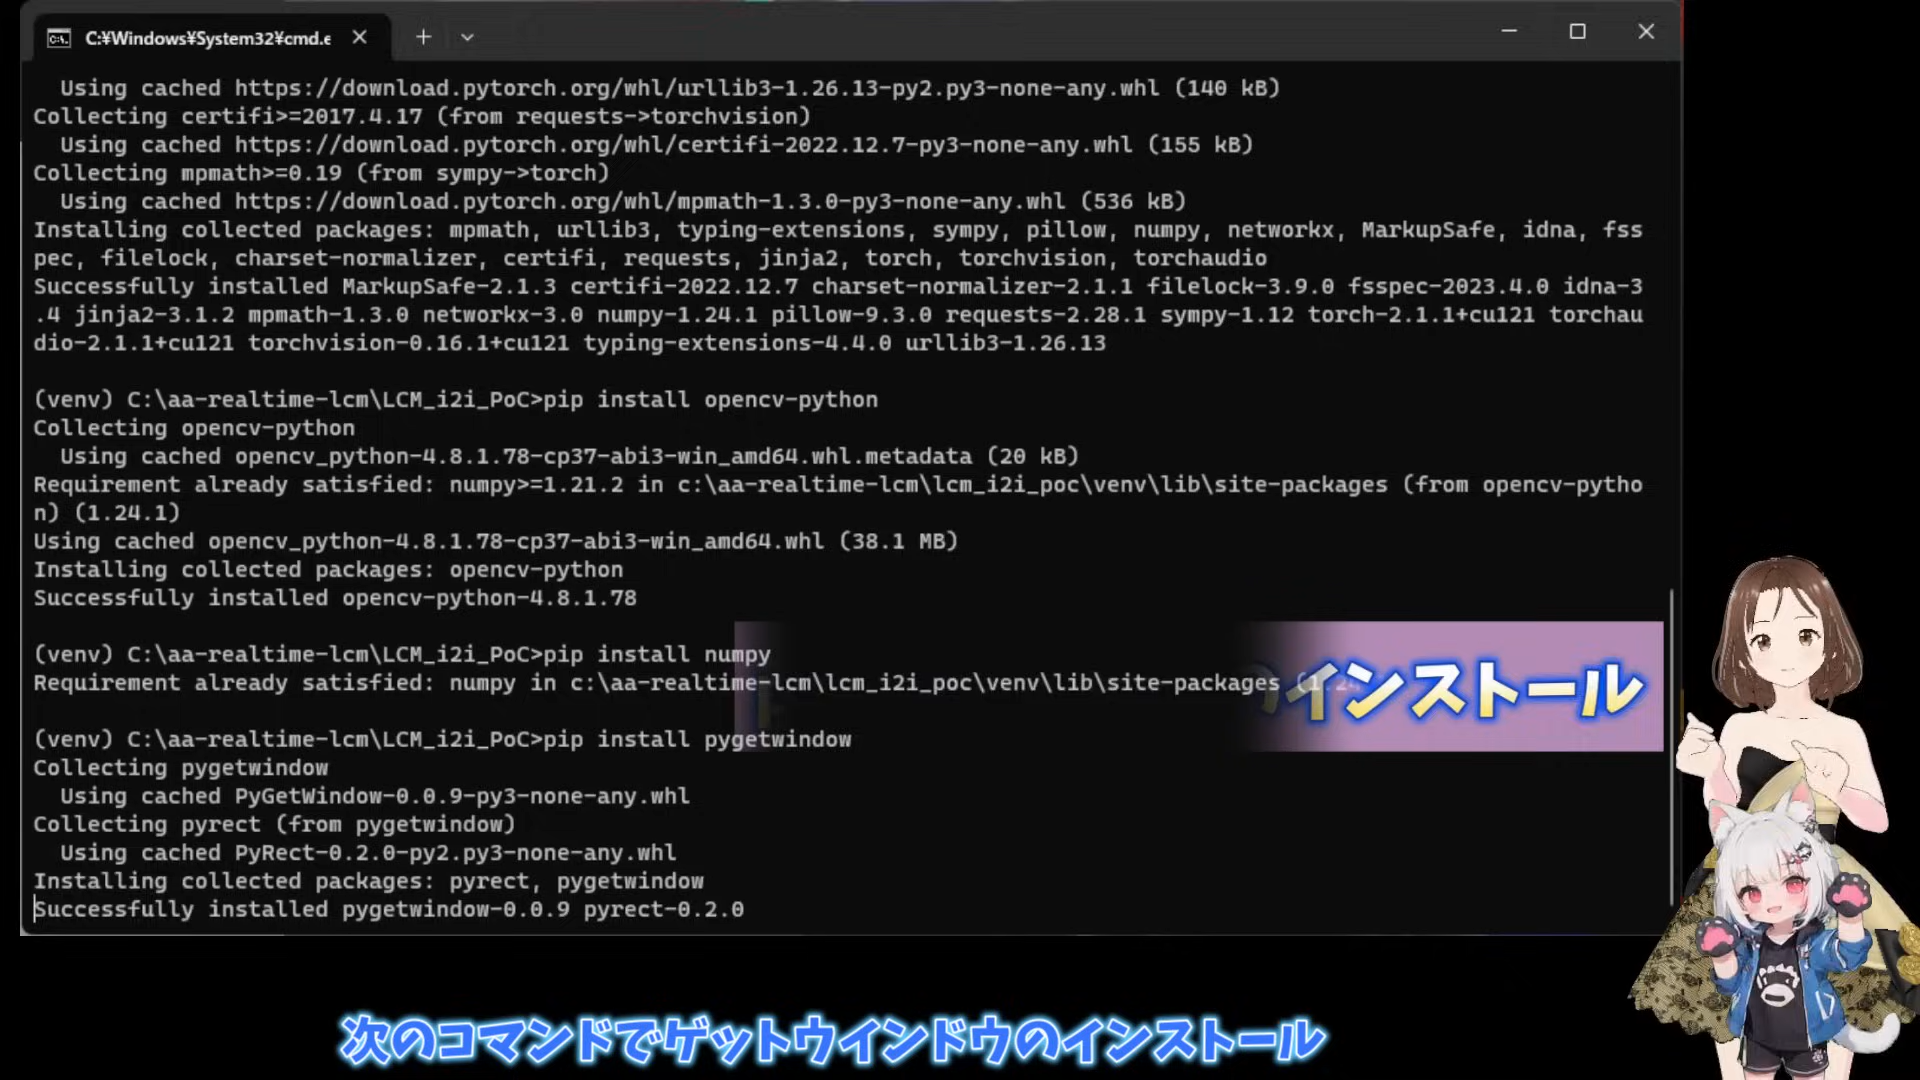 C:¥Windows¥System32¥cmd.e
Using cached https://download.pytorch.org/whl/urllib3-1.26.13-py2.py3-none-any.whl (140 kB)
Collecting certifi>=2017.4.17 (from requests->torchvision)
Using cached https://download.pytorch.org/whl/certifi-2022.12.7-py3-none-any.whl (155 kB)
Collecting mpmath>=0.19 (from sympy->torch)
Using cached https://download.pytorch.org/whl/mpmath-1.3.0-py3-none-any.whl (536 kB)
Installing collected packages: mpmath, urllib3, typing-extensions, sympy, pillow, numpy, networkx, MarkupSafe, idna, fss
pec, filelock, charset-normalizer, certifi, requests, jinja2, torch, torchvision, torchaudio
Successfully installed MarkupSafe-2.1.3 certifi-2022.12.7 charset-normalizer-2.1.1 filelock-3.9.0 fsspec-2023.4.0 idna-3
.4 jinja2-3.1.2 mpmath-1.3.0 networkx-3.0 numpy-1.24.1 pillow-9.3.0 requests-2.28.1 sympy-1.12 torch-2.1.1+cu121 torchau
dio-2.1.1+cu121 torchvision-0.16.1+cu121 typing-extensions-4.4.0 urllib3-1.26.13
(venv) C:\aa-realtime-lcm\LCM_i2i_PoC>pip install opencv-python
Collecting opencv-python
Using cached opencv_python-4.8.1.78-cp37-abi3-win_amd64.whl.metadata (20 kB)
Requirement already satisfied: numpy>=1.21.2 in c:\aa-realtime-lcm\lcm_i2i_poc\venv\lib\site-packages (from opencv-pytho
n) (1.24.1)
Using cached opencv_python-4.8.1.78-cp37-abi3-win_amd64.whl (38.1 MB)
Installing collected packages: opencv-python
Successfully installed opencv-python-4.8.1.78
(venv) C:\aa-realtime-lcm\LCM_i2i_PoC>pip install numpy
Requirement already satisfied: numpy in c:\aa-realtime-lcm\lcm_i2i_poc\venv\lib\site-packages
のインストール
(venv) C:\aa-realtime-lcm\LCM_i2i_PoC>pip install pygetwindow
Collecting pygetwindow
Using cached PyGetWindow-0.0.9-py3-none-any.whl
Collecting pyrect (from pygetwindow)
Using cached PyRect-0.2.0-py2.py3-none-any.whl
Installing collected packages: pyrect, pygetwindow
Successfully installed pygetwindow-0.0.9 pyrect-0.2.0
次のコマンドでゲットウインドウのインストール